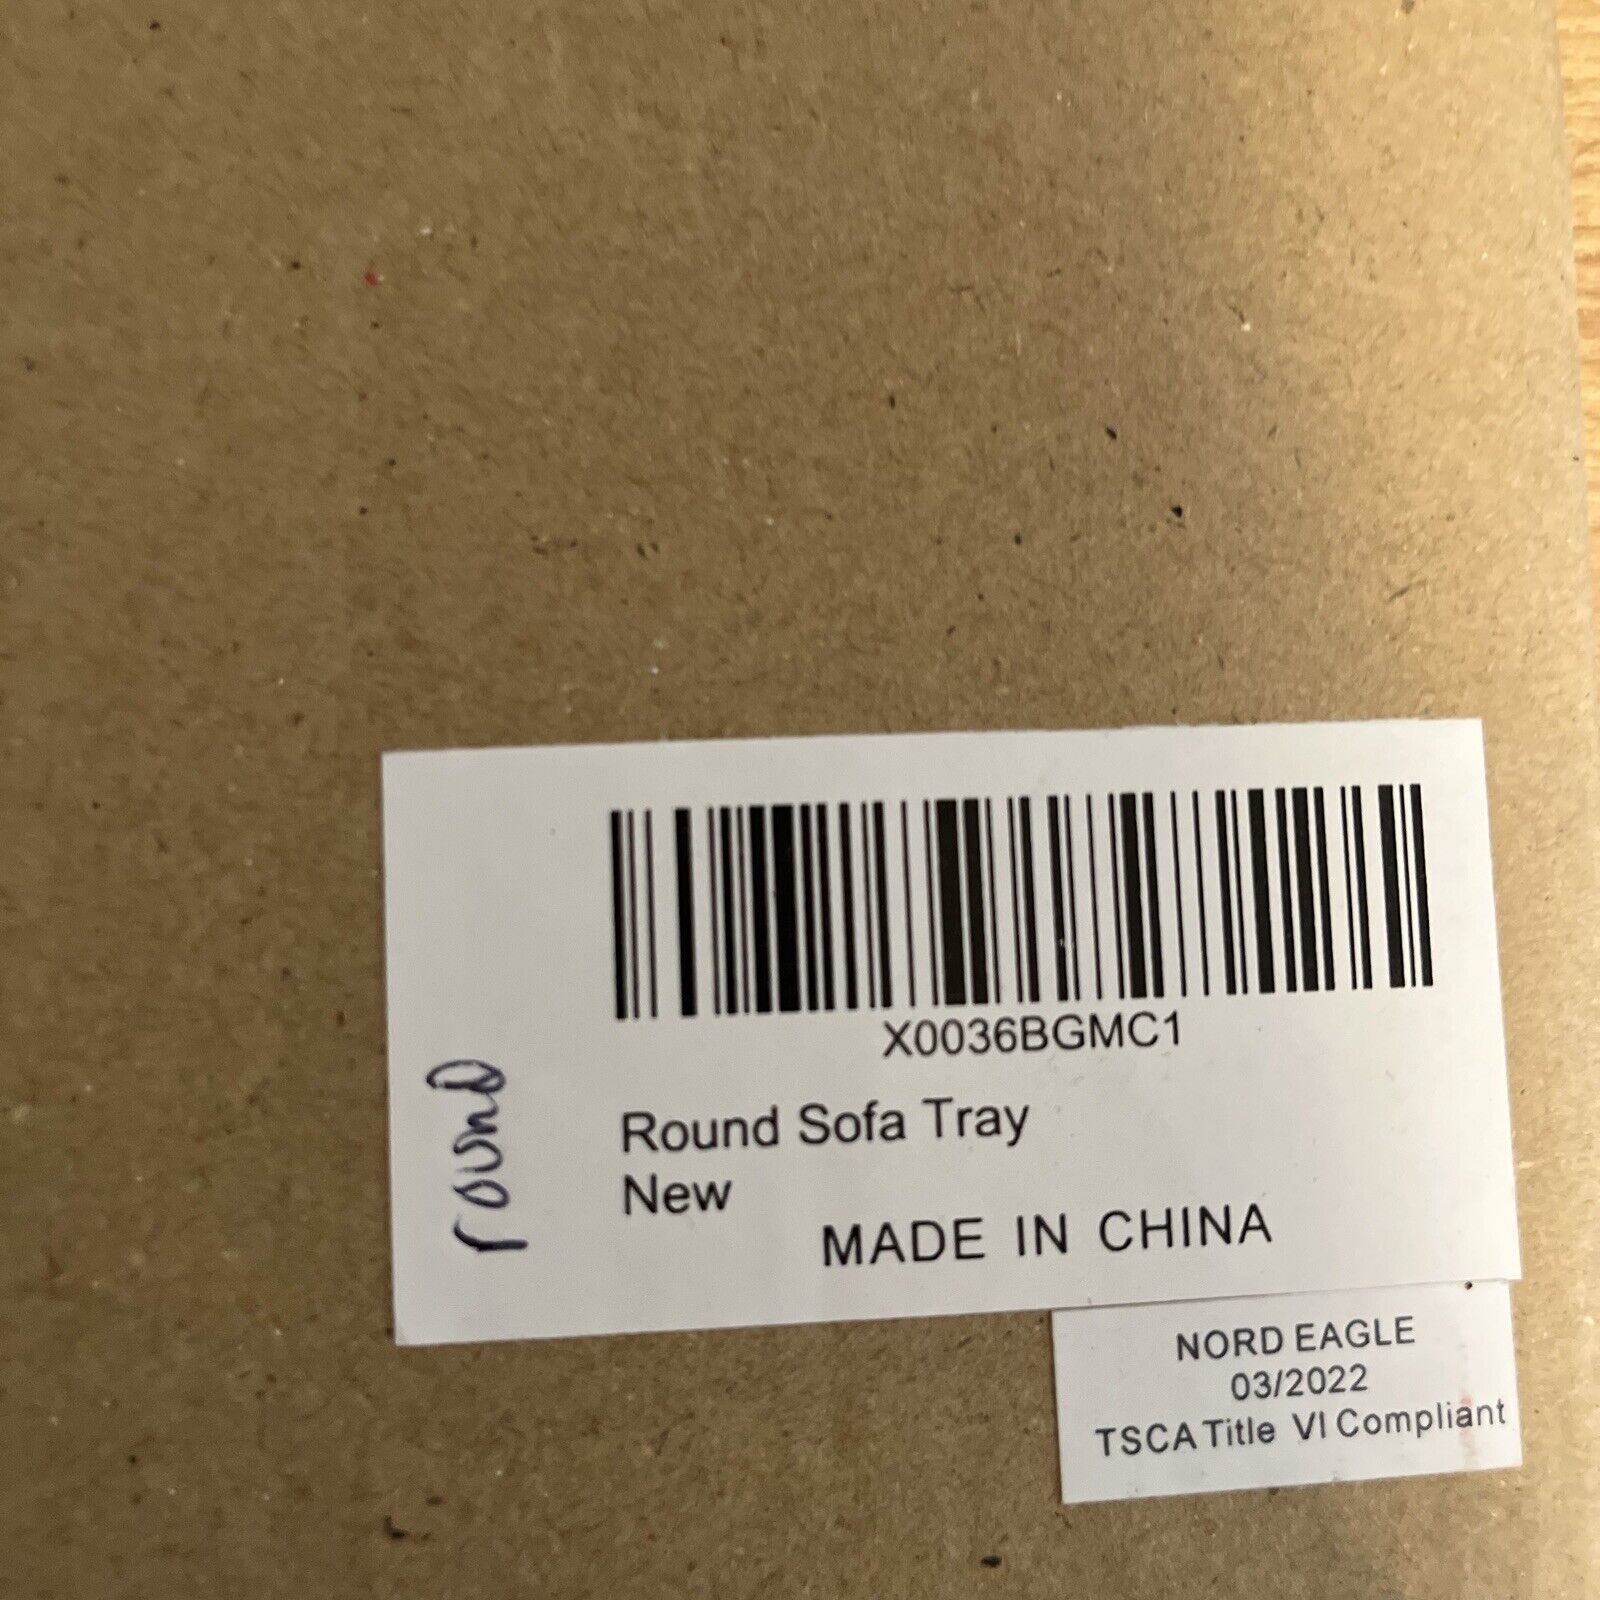 X0036BGMC1
Round Sofa Tray
New
MADE IN CHINA
round
NORD EAGLE
03/2022
TSCA Title VI Compliant